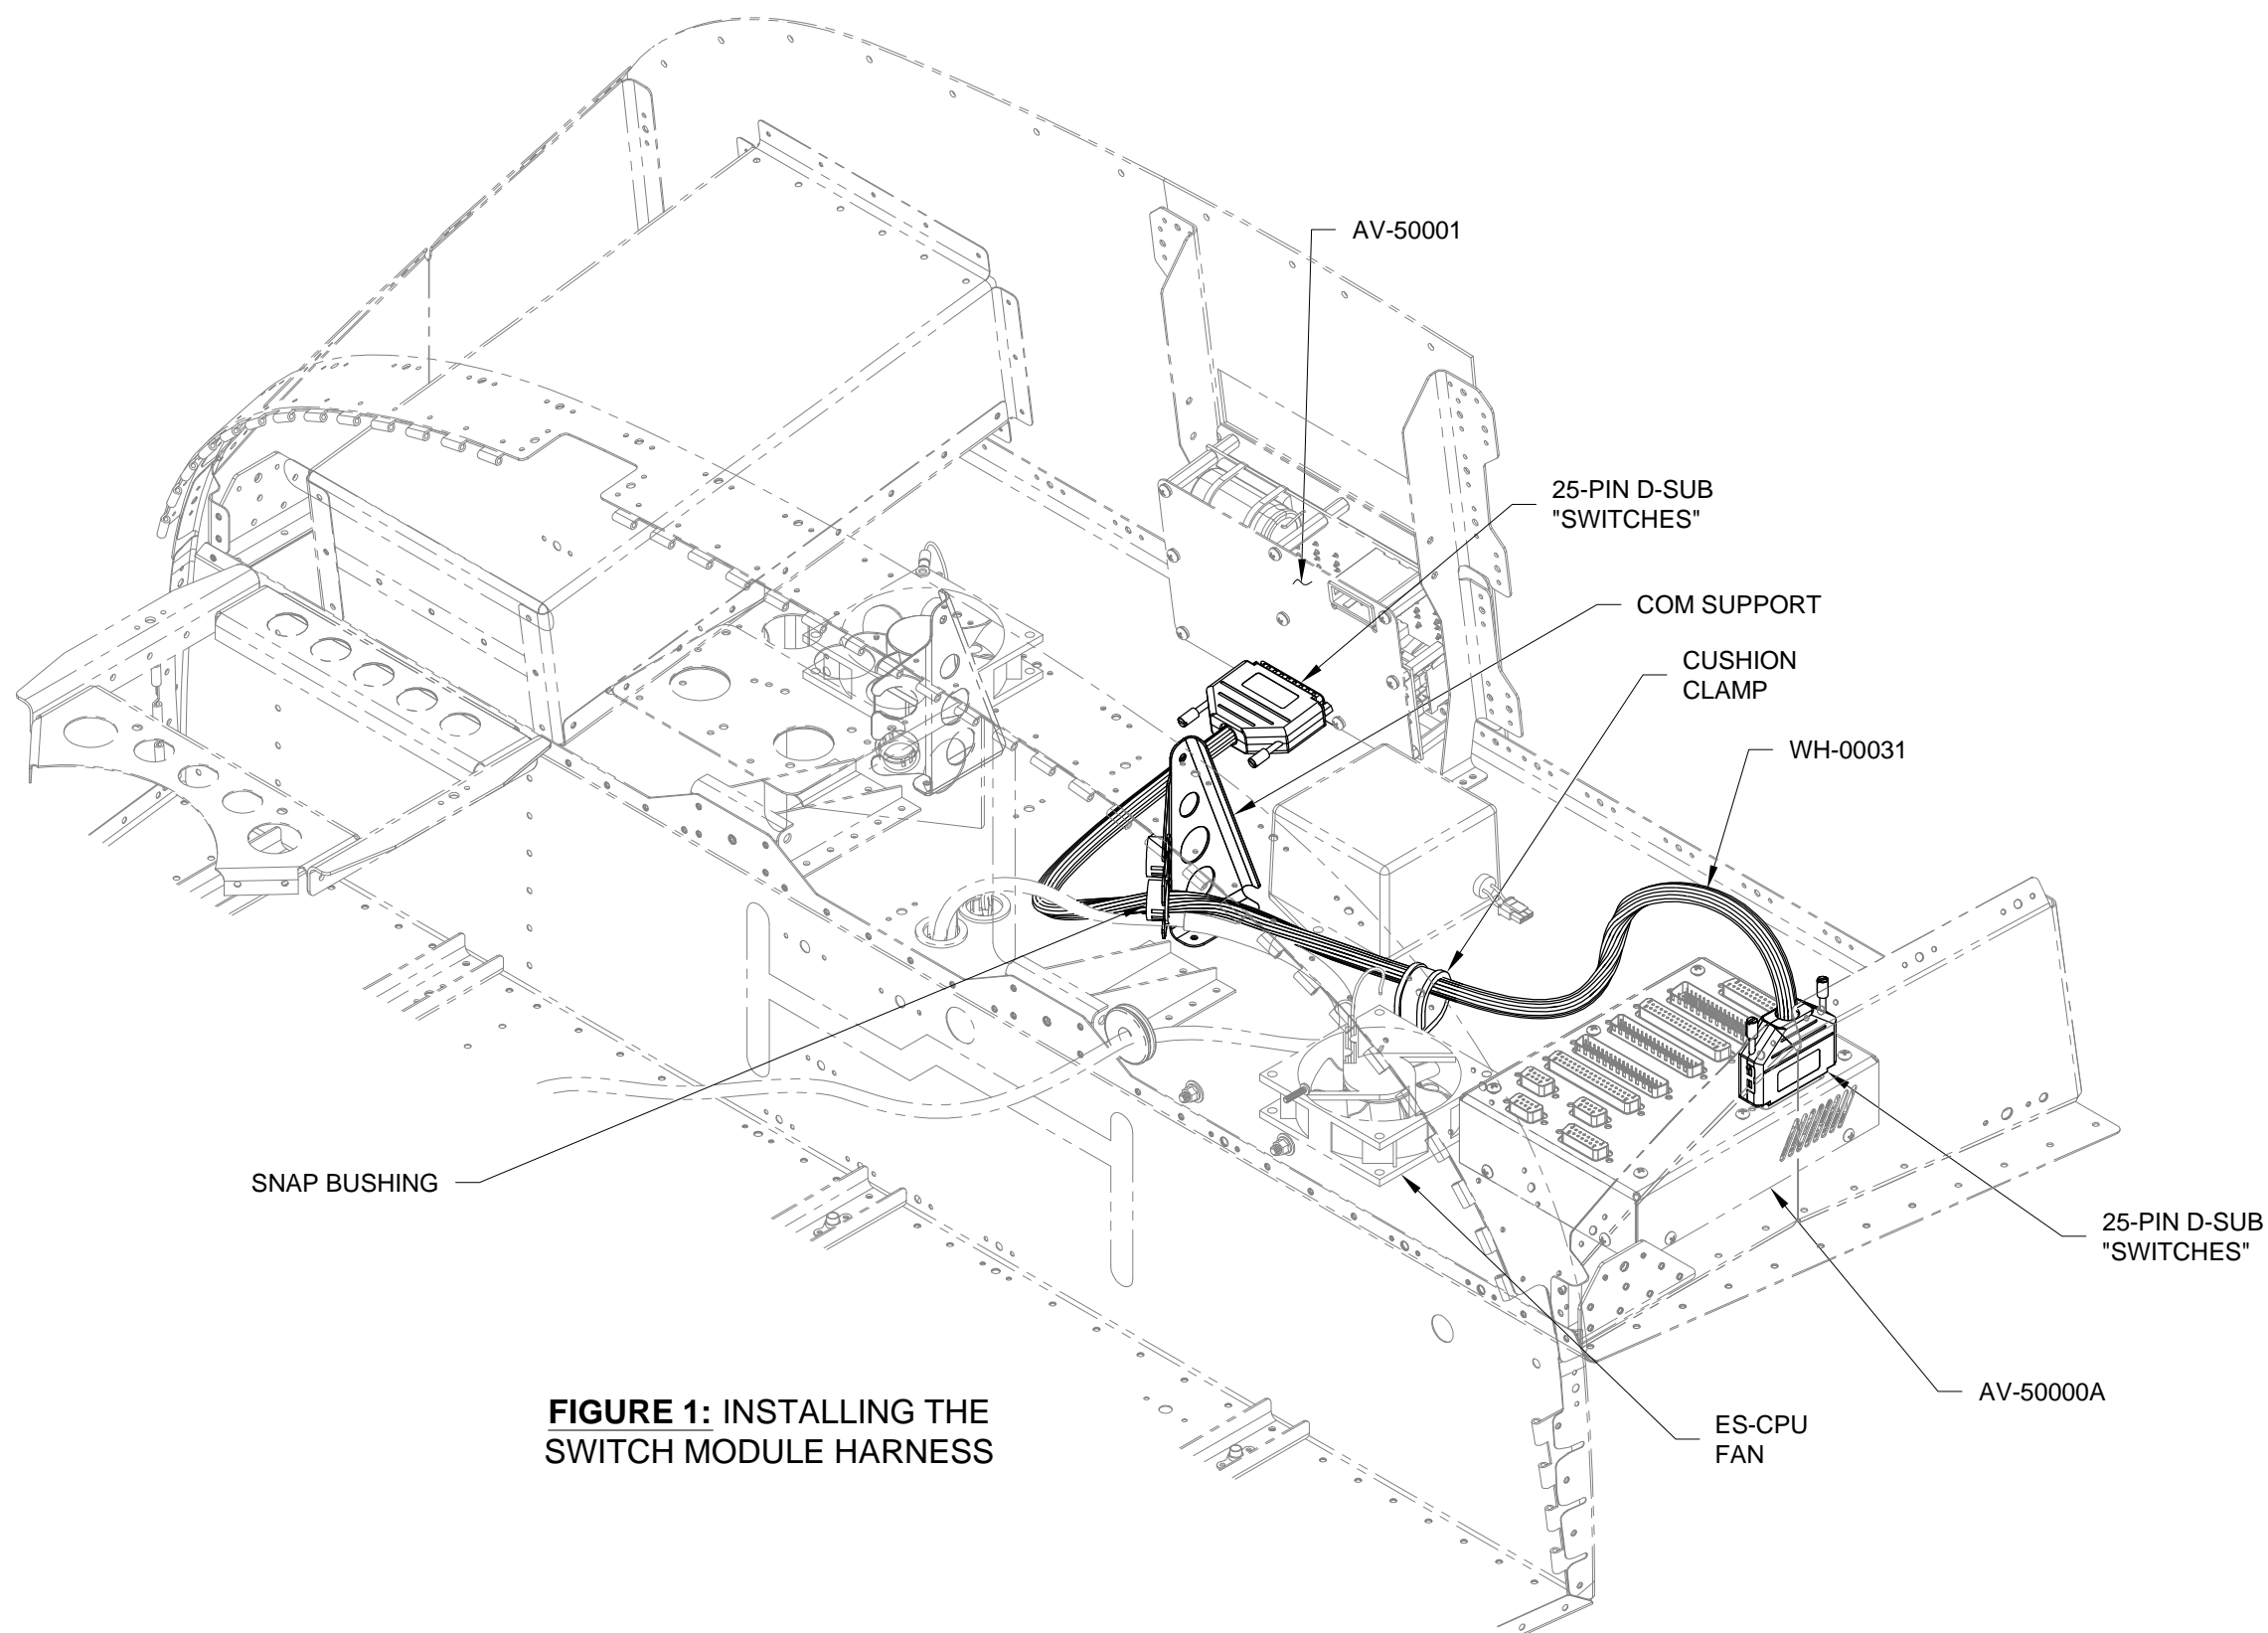 AV-50001
25-PIN D-SUB
"SWITCHES"
COM SUPPORT
CUSHION
CLAMP
WH-00031
SNAP BUSHING
25-PIN D-SUB
"SWITCHES"
AV-50000A
ES-CPU
FAN
FIGURE 1: INSTALLING THE
SWITCH MODULE HARNESS